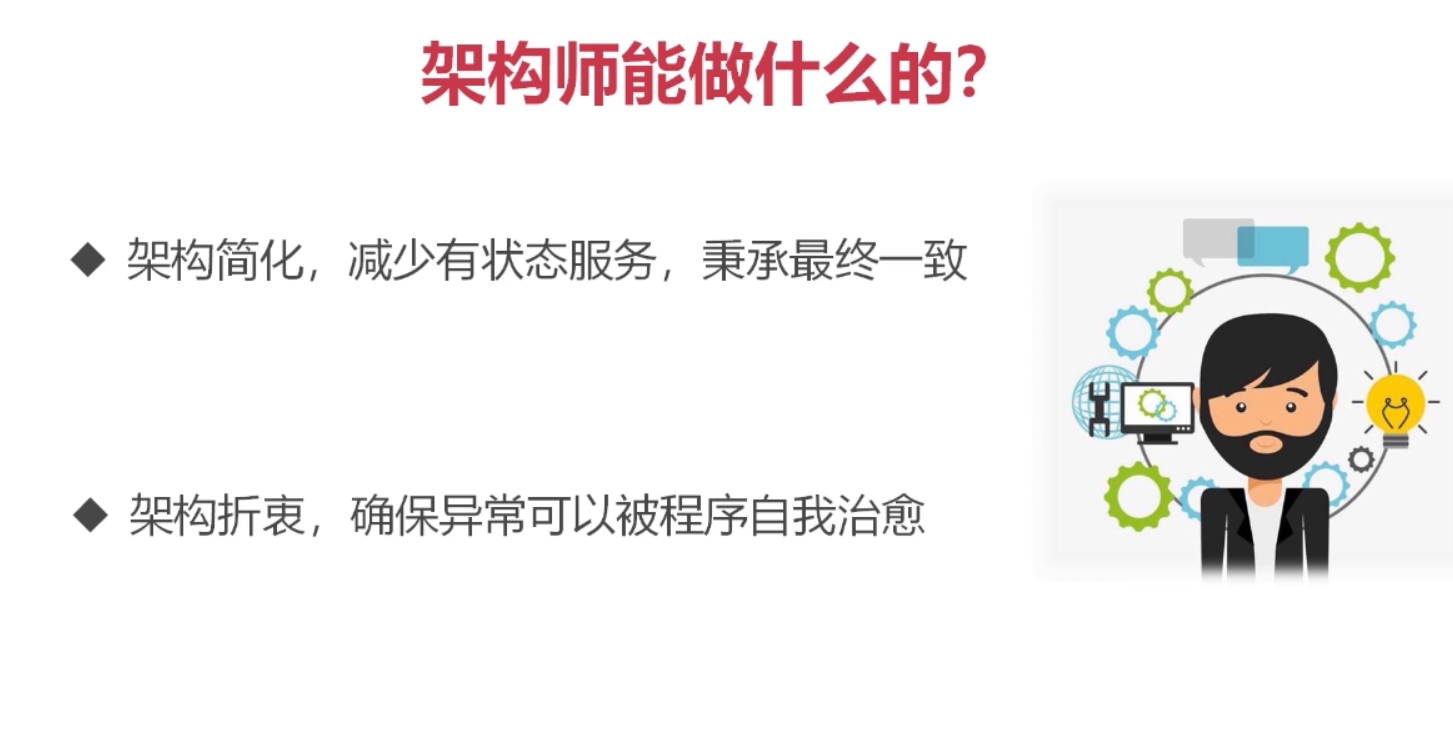 架构师能做什么的？
◆ 架构简化，减少有状态服务，秉承最终一致
◆ 架构折衷，确保异常可以被程序自我治愈